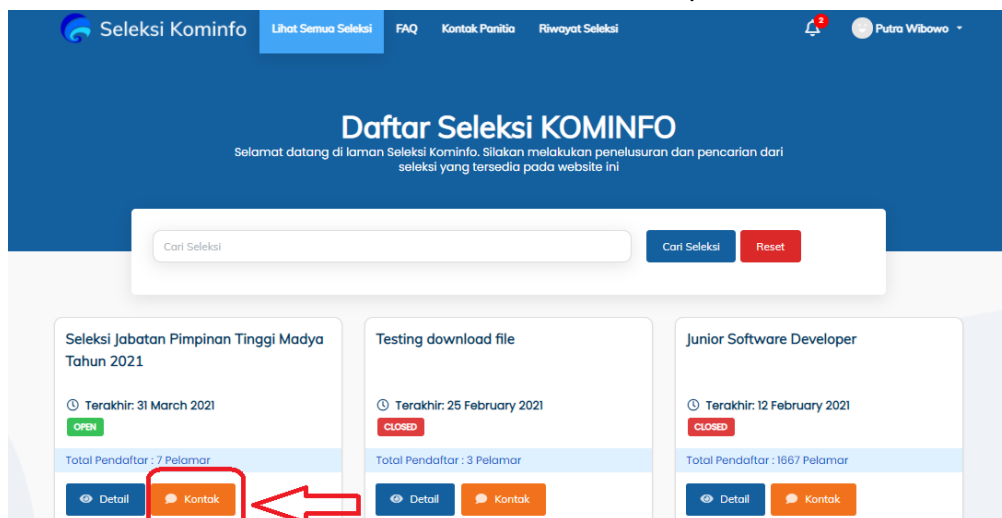 Seleksi Kominfo Lihat Semua Seleksi FAQ Kontak Panitia Riwayat Seleksi 2 Putra Wibowo
Daftar Seleksi KOMINFO
Selamat datang di laman Seleksi Kominfo. Silakan melakukan penelusuran dan pencarian dari
seleksi yang tersedia pada website ini
Cari Seleksi Cari Seleksi Reset
Seleksi Jabatan Pimpinan Tinggi Madya
Tahun 2021
Terakhir: 31 March 2021
OPEN
Total Pendaftar : 7 Pelamar
Detail Kontak
Testing download file
Terakhir: 25 February 2021
CLOSED
Total Pendaftar : 3 Pelamar
Detail Kontak
Junior Software Developer
Terakhir: 12 February 2021
CLOSED
Total Pendaftar : 1667 Pelamar
Detail Kontak